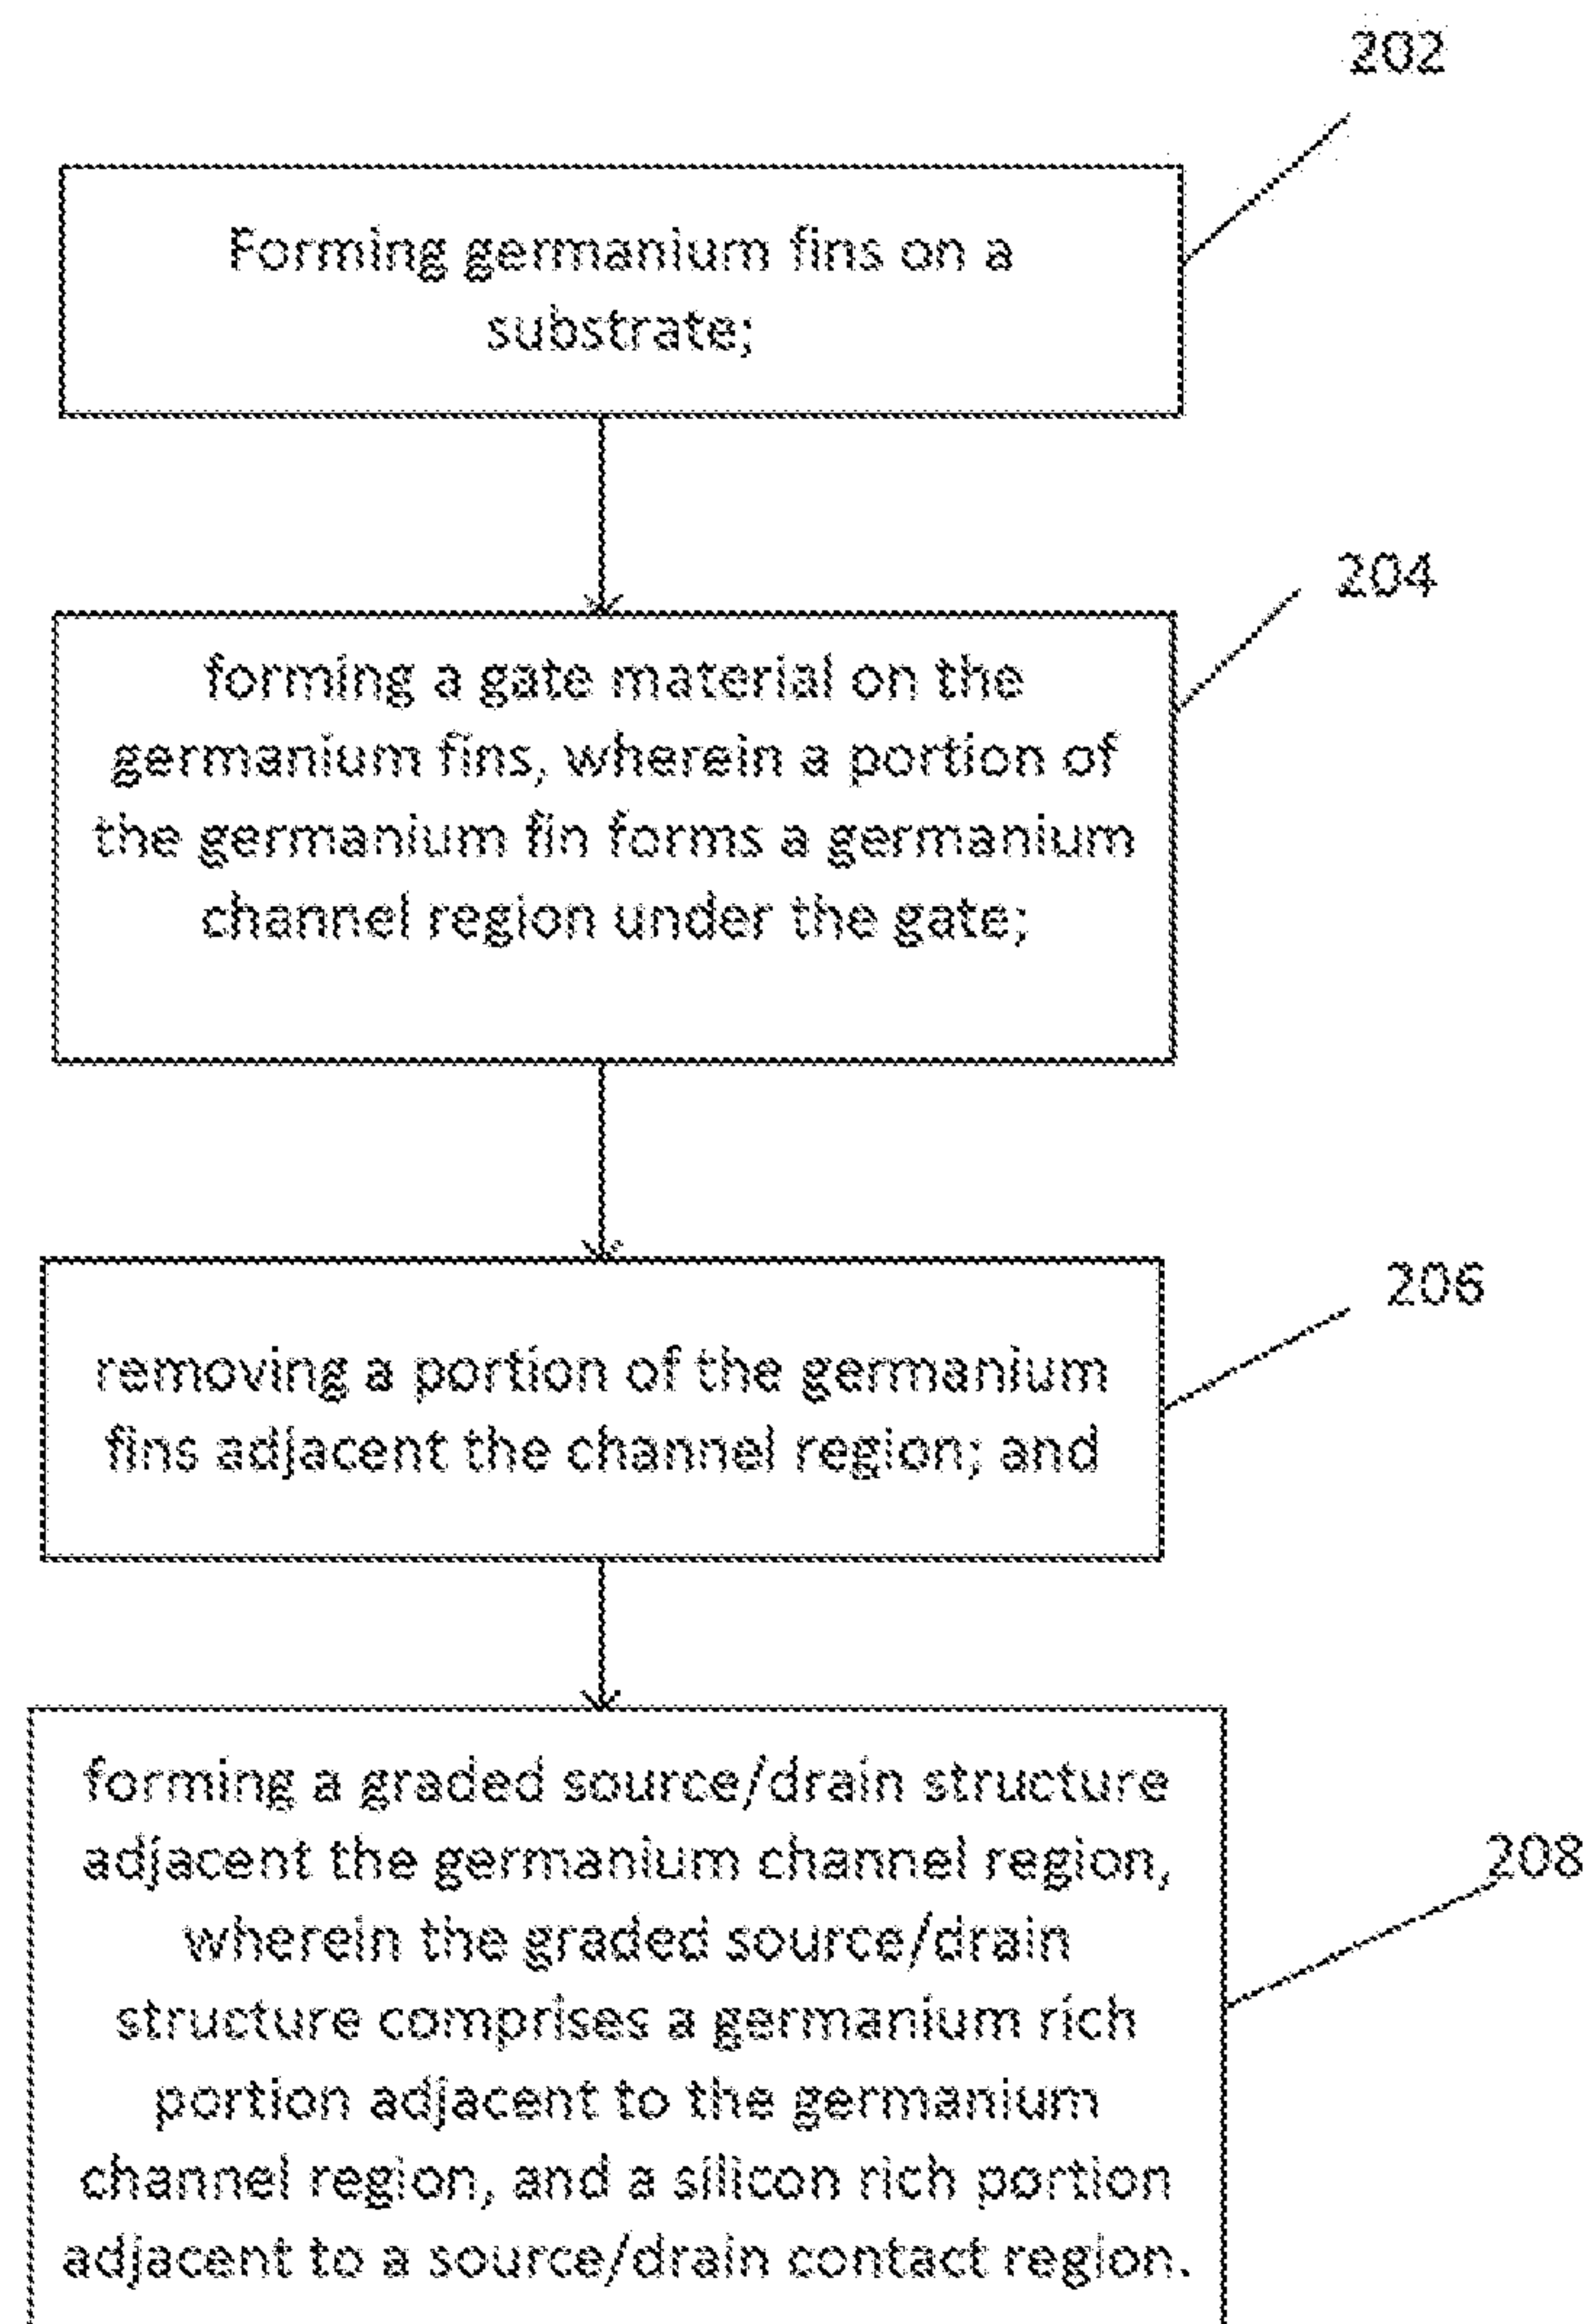 202
Forming germanium fins on a
substrate;
204
forming a gate material on the
germanium fins, wherein a portion of
the germanium fin forms a germanium
channel region under the gate;
206
removing a portion of the germanium
fins adjacent the channel region; and
208
forming a graded source/drain structure
adjacent the germanium channel region,
wherein the graded source/drain
structure comprises a germanium rich
portion adjacent to the germanium
channel region, and a silicon rich portion
adjacent to a source/drain contact region.